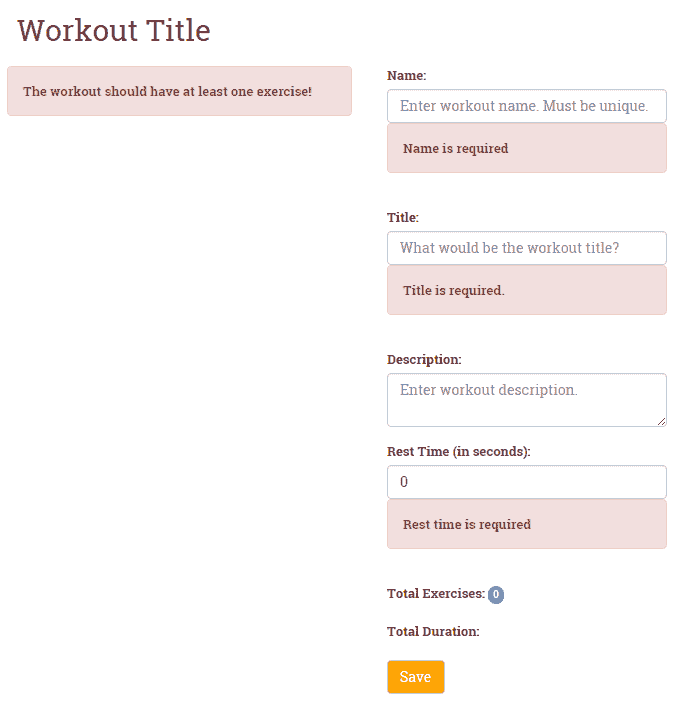 Workout Title
The workout should have at least one exercise!
Name:
Enter workout name. Must be unique.
Name is required
Title:
What would be the workout title?
Title is required.
Description:
Enter workout description.
Rest Time (in seconds):
0
Rest time is required
Total Exercises: 0
Total Duration:
Save